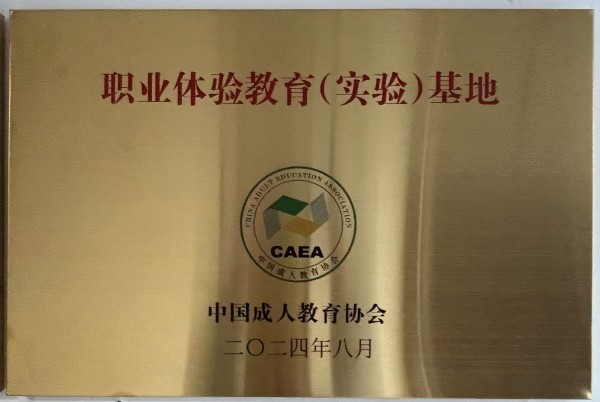 职业体验教育(实验)基地
CHINA ADULT EDUCATION ASSOCIATION
CAEA
中国成人教育协会
中国成人教育协会
二〇二四年八月